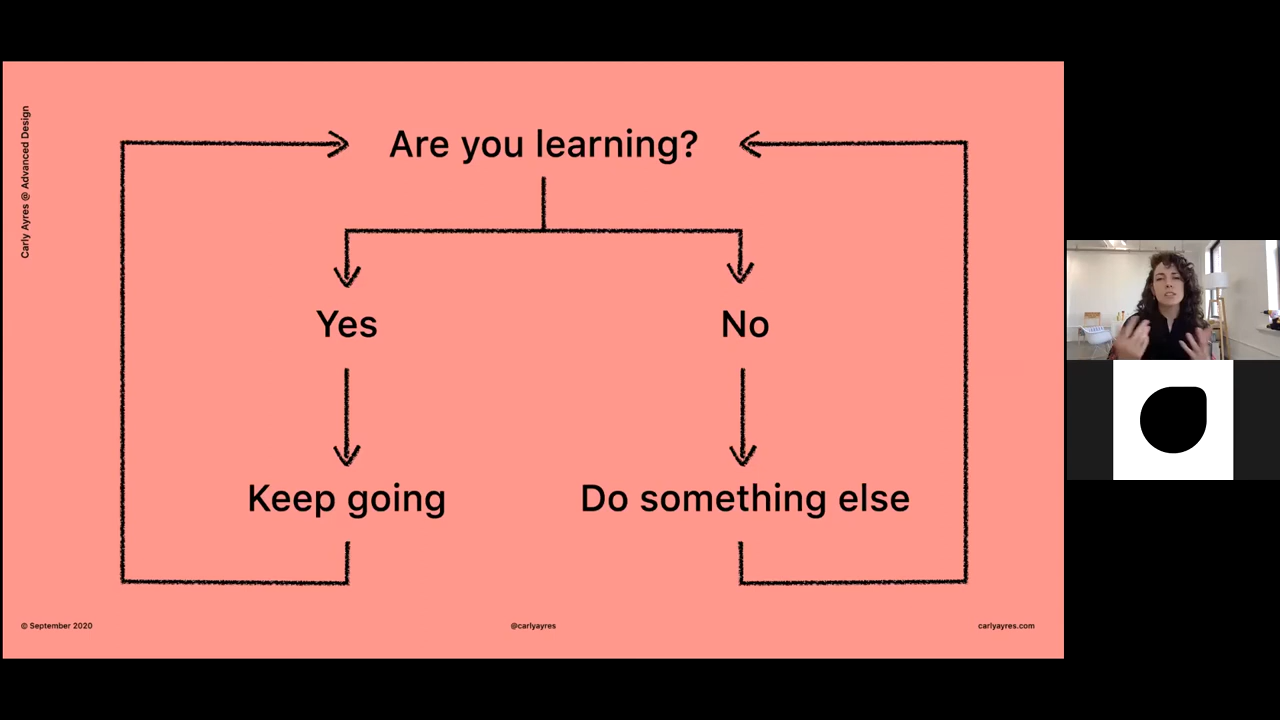 Carly Ayres @ Advanced Design
Are you learning?
Yes
No
Keep going
Do something else
© September 2020
@carlyayres
carlyayres.com